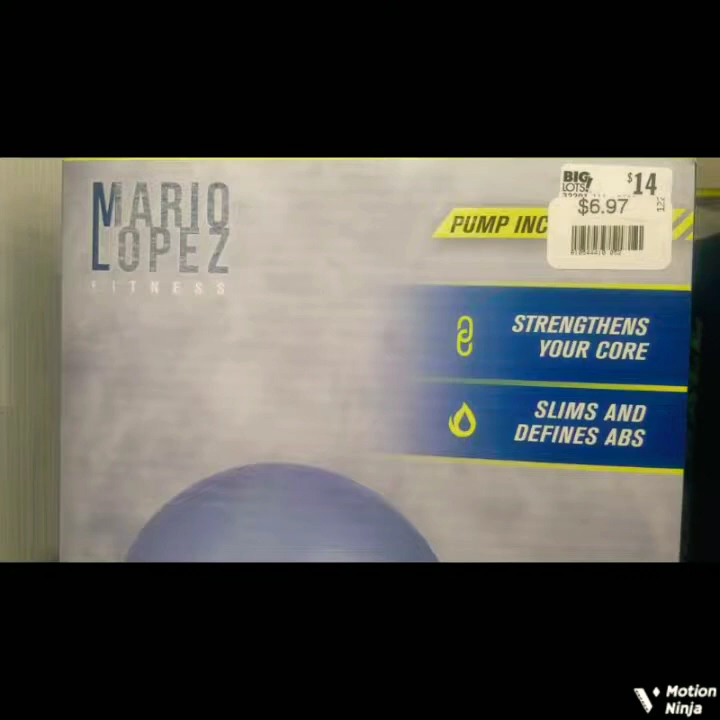 MARIO
LOPEZ
FITNESS
BIG
LOTS!
$14
$6.97
PUMP INC
STRENGTHENS
YOUR CORE
SLIMS AND
DEFINES ABS
Motion
Ninja